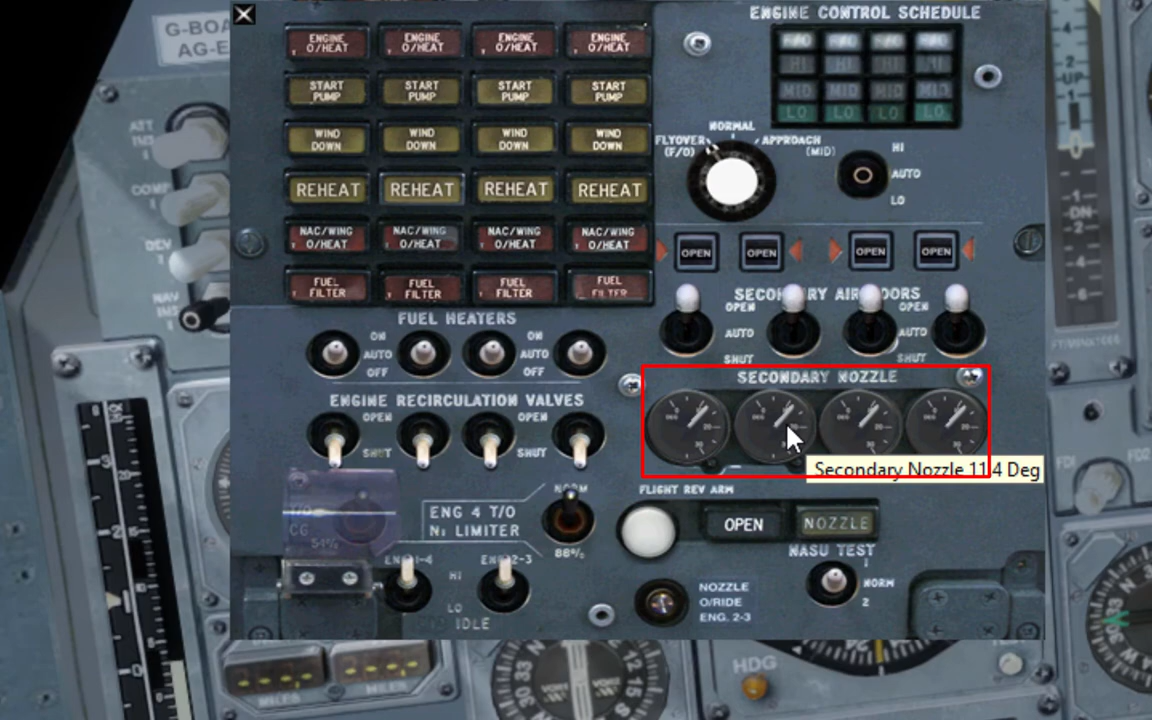 G-BOA
AG-E
ENGINE CONTROL SCHEDULE
ENGINE O/HEAT ENGINE O/HEAT ENGINE O/HEAT ENGINE O/HEAT
START PUMP START PUMP START PUMP START PUMP
WIND DOWN WIND DOWN WIND DOWN WIND DOWN
REHEAT REHEAT REHEAT REHEAT
NAC/WING O/HEAT NAC/WING O/HEAT NAC/WING O/HEAT NAC/WING O/HEAT
FUEL FILTER FUEL FILTER FUEL FILTER FUEL FILTER
F/O F/O F/O F/O
HI HI HI HI
MID MID MID MID
LO LO LO LO
NORMAL
FLYOVER (F/O)
APPROACH (MID)
HI
AUTO
LO
OPEN OPEN OPEN OPEN
SECONDARY AIR DOORS
OPEN OPEN
AUTO AUTO
SHUT SHUT
FUEL HEATERS
ON ON
AUTO AUTO
OFF OFF
ENGINE RECIRCULATION VALVES
OPEN OPEN
SHUT SHUT
SECONDARY NOZZLE
Secondary Nozzle 11.4 Deg
T/O
CG
54%
ENG 4 T/O
N1 LIMITER
NORM
88%
FLIGHT REV ARM
OPEN
NOZZLE
NASU TEST
1
NORM
2
ENG 1-4
ENG 2-3
HI
LO
IDLE
NOZZLE
O/RIDE
ENG. 2-3
UP
DN
FD1
FD2
HDG
MILES
MILES